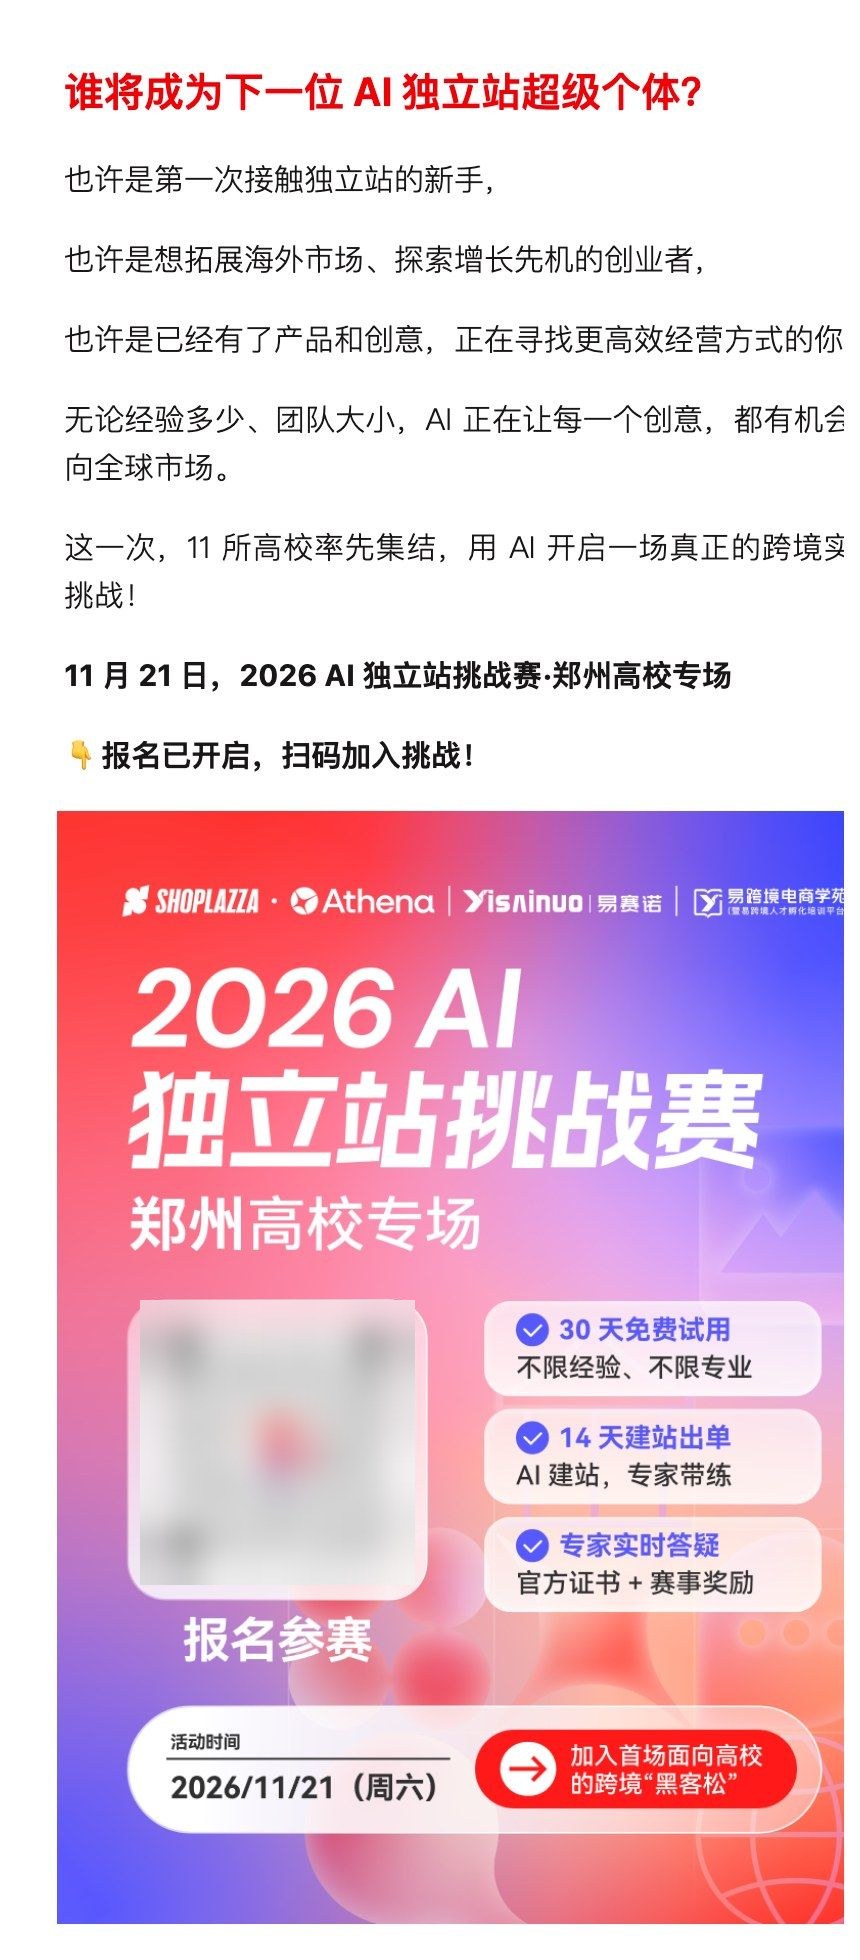 谁将成为下一位 AI 独立站超级个体？
也许是第一次接触独立站的新手，
也许是想拓展海外市场、探索增长先机的创业者，
也许是已经有了产品和创意，正在寻找更高效经营方式的你
无论经验多少、团队大小，AI 正在让每一个创意，都有机会
向全球市场。
这一次，11 所高校率先集结，用 AI 开启一场真正的跨境实
挑战！
11 月 21 日，2026 AI 独立站挑战赛·郑州高校专场
👇 报名已开启，扫码加入挑战！
SHOPLAZZA · Athena | Yisainuo | 易赛诺 | 易跨境电商学苑
(暨易跨境人才孵化培训平台
2026 AI
独立站挑战赛
郑州高校专场
30 天免费试用
不限经验、不限专业
14 天建站出单
AI 建站，专家带练
专家实时答疑
官方证书 + 赛事奖励
报名参赛
活动时间
2026/11/21（周六）
加入首场面向高校
的跨境“黑客松”